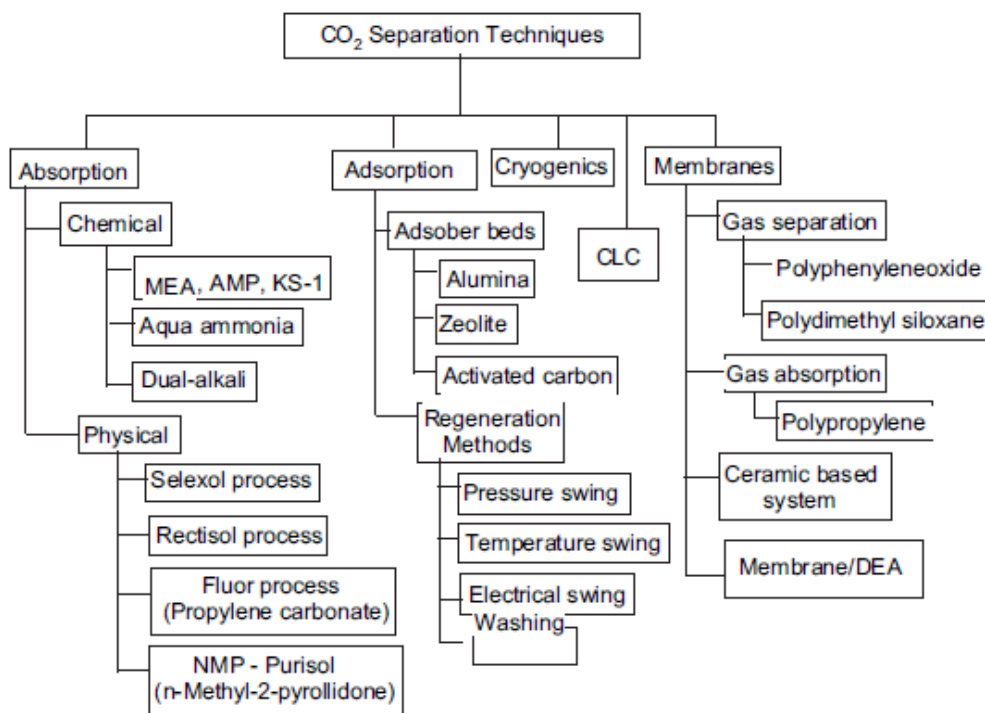 CO₂ Separation Techniques
Absorption
Chemical
MEA, AMP, KS-1
Aqua ammonia
Dual-alkali
Physical
Selexol process
Rectisol process
Fluor process
(Propylene carbonate)
NMP - Purisol
(n-Methyl-2-pyrollidone)
Adsorption
Adsober beds
Alumina
Zeolite
Activated carbon
Regeneration
Methods
Pressure swing
Temperature swing
Electrical swing
Washing
Cryogenics
CLC
Membranes
Gas separation
Polyphenyleneoxide
Polydimethyl siloxane
Gas absorption
Polypropylene
Ceramic based
system
Membrane/DEA